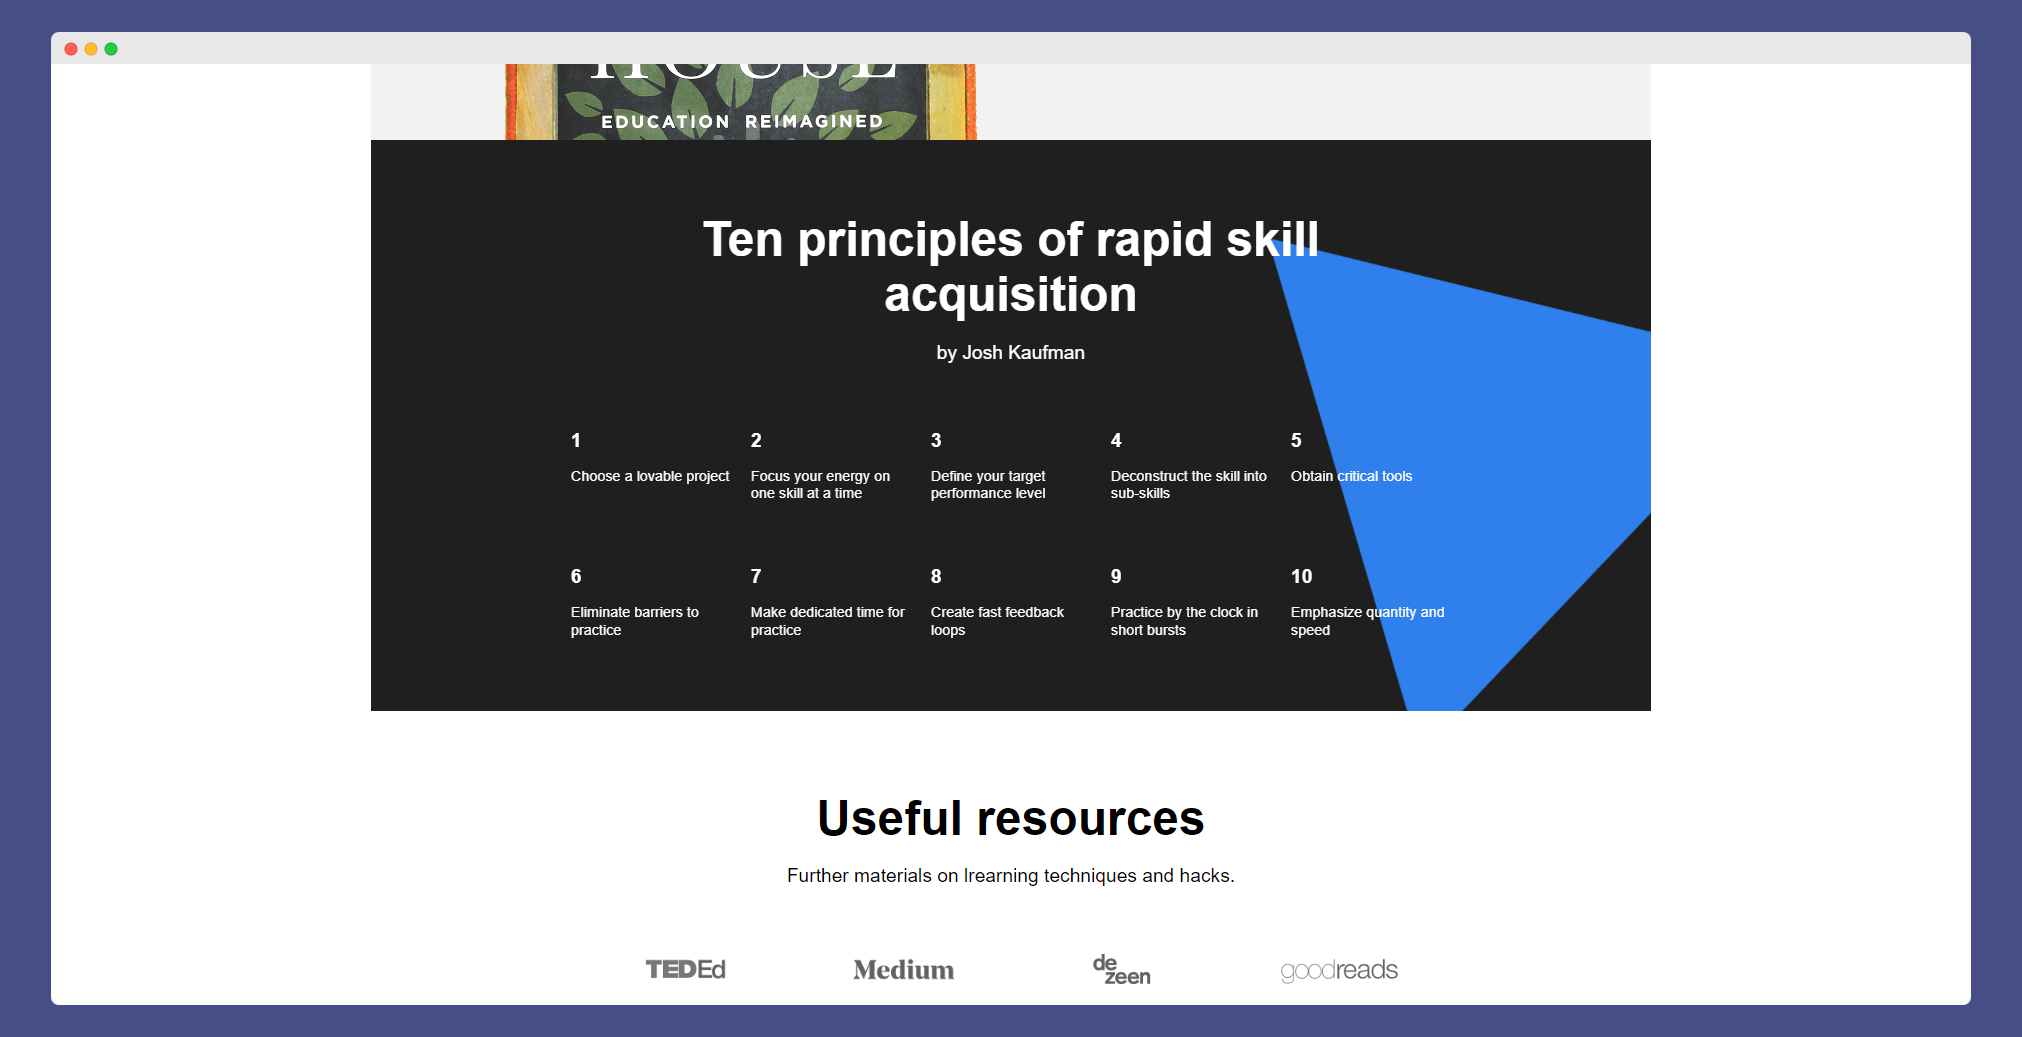 HOUSE
EDUCATION REIMAGINED
Ten principles of rapid skill
acquisition
by Josh Kaufman
1
Choose a lovable project
2
Focus your energy on
one skill at a time
3
Define your target
performance level
4
Deconstruct the skill into
sub-skills
5
Obtain critical tools
6
Eliminate barriers to
practice
7
Make dedicated time for
practice
8
Create fast feedback
loops
9
Practice by the clock in
short bursts
10
Emphasize quantity and
speed
Useful resources
Further materials on lrearning techniques and hacks.
TEDEd
Medium
de
zeen
goodreads